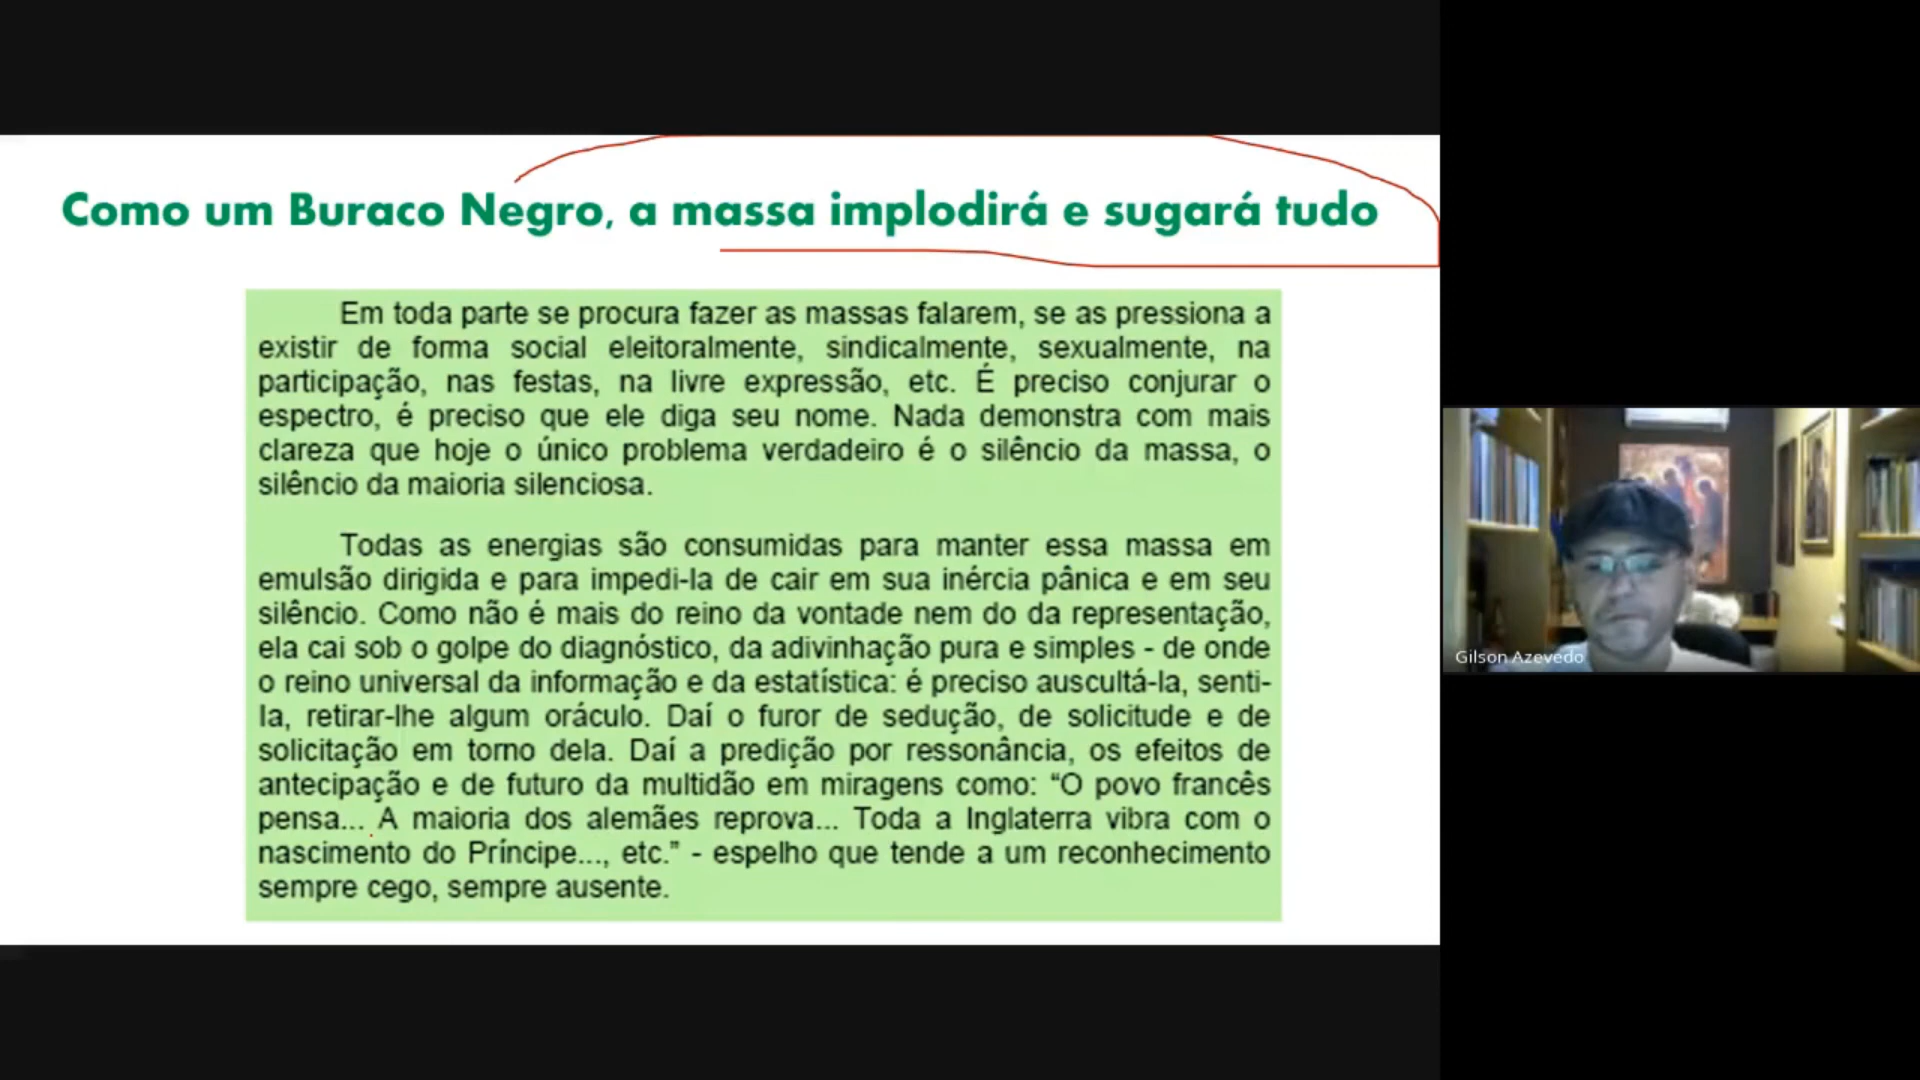 Como um Buraco Negro, a massa implodirá e sugará tudo
Em toda parte se procura fazer as massas falarem, se as pressiona a
existir de forma social eleitoralmente, sindicalmente, sexualmente, na
participação, nas festas, na livre expressão, etc. É preciso conjurar o
espectro, é preciso que ele diga seu nome. Nada demonstra com mais
clareza que hoje o único problema verdadeiro é o silêncio da massa, o
silêncio da maioria silenciosa.
Todas as energias são consumidas para manter essa massa em
emulsão dirigida e para impedi-la de cair em sua inércia pânica e em seu
silêncio. Como não é mais do reino da vontade nem do da representação,
ela cai sob o golpe do diagnóstico, da adivinhação pura e simples - de onde
o reino universal da informação e da estatística: é preciso auscultá-la, senti-
la, retirar-lhe algum oráculo. Daí o furor de sedução, de solicitude e de
solicitação em torno dela. Daí a predição por ressonância, os efeitos de
antecipação e de futuro da multidão em miragens como: “O povo francês
pensa... A maioria dos alemães reprova... Toda a Inglaterra vibra com o
nascimento do Príncipe..., etc.” - espelho que tende a um reconhecimento
sempre cego, sempre ausente.
Gilson Azevedo